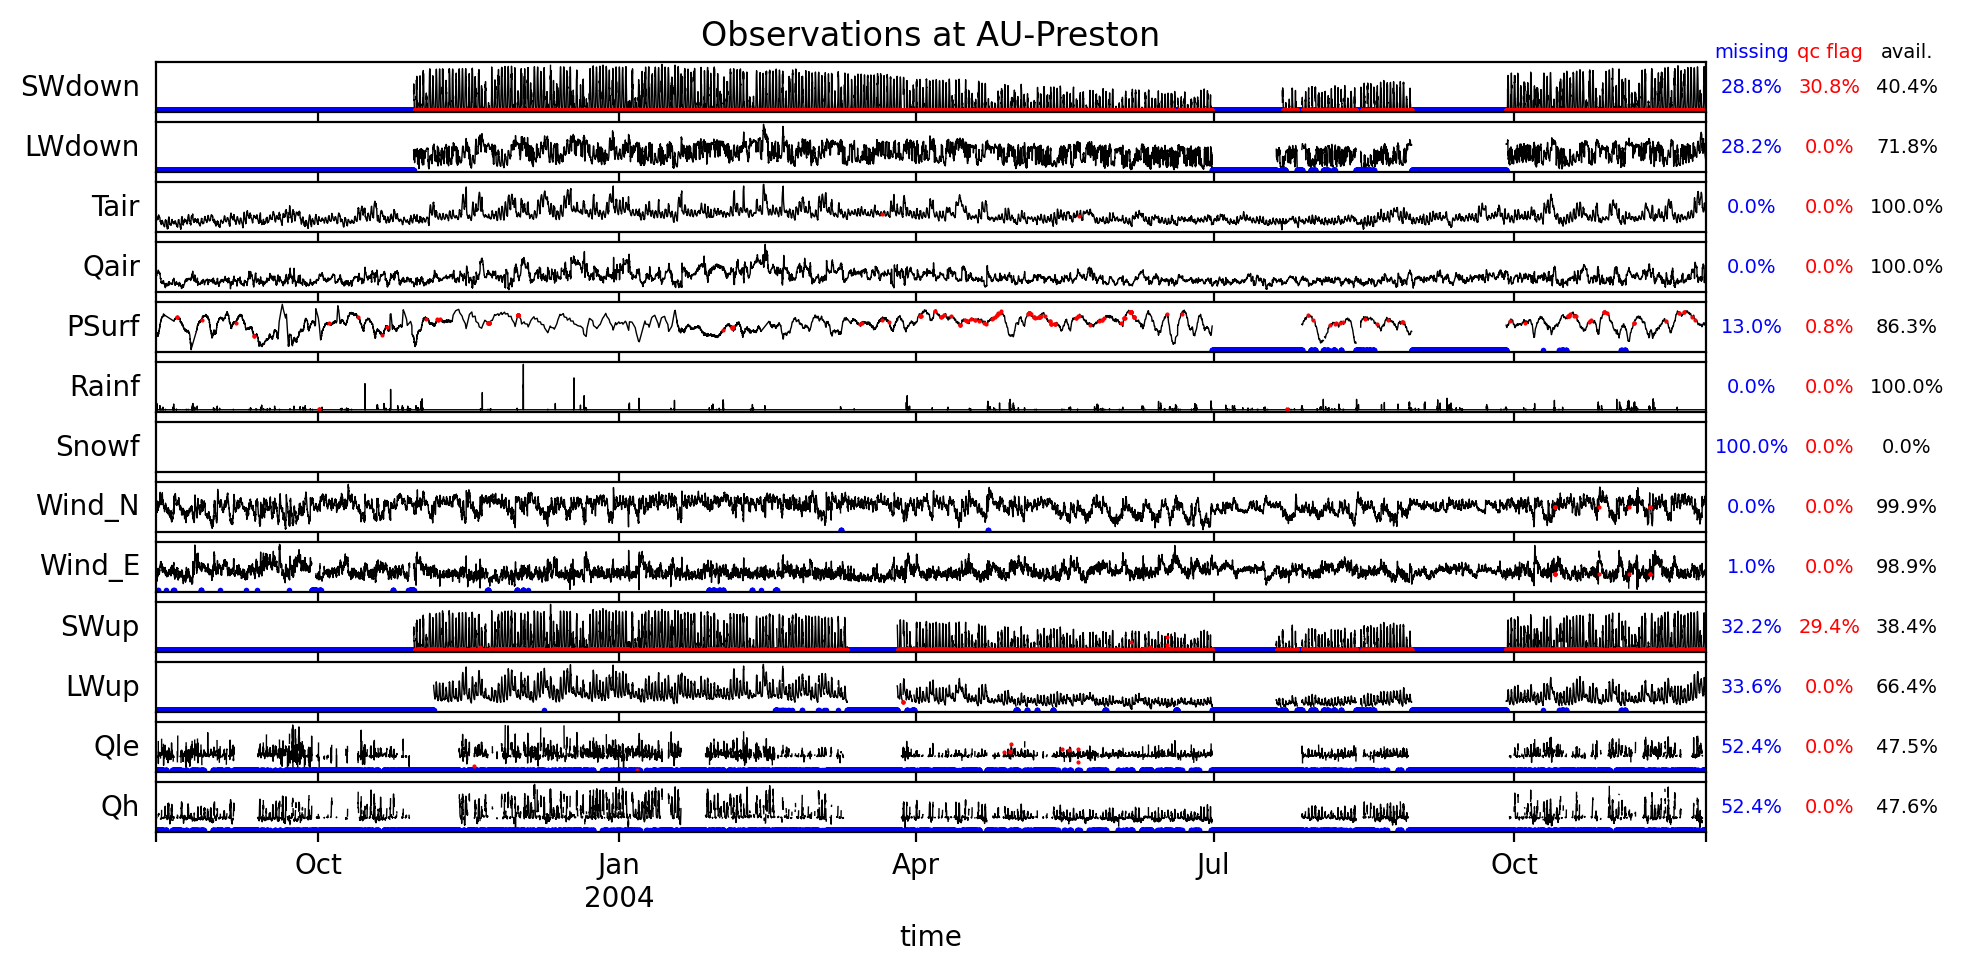 Observations at AU-Preston
missing qc flag avail.
SWdown 28.8% 30.8% 40.4%
LWdown 28.2% 0.0% 71.8%
Tair 0.0% 0.0% 100.0%
Qair 0.0% 0.0% 100.0%
PSurf 13.0% 0.8% 86.3%
Rainf 0.0% 0.0% 100.0%
Snowf 100.0% 0.0% 0.0%
Wind_N 0.0% 0.0% 99.9%
Wind_E 1.0% 0.0% 98.9%
SWup 32.2% 29.4% 38.4%
LWup 33.6% 0.0% 66.4%
Qle 52.4% 0.0% 47.5%
Qh 52.4% 0.0% 47.6%
Oct Jan Apr Jul Oct
2004
time